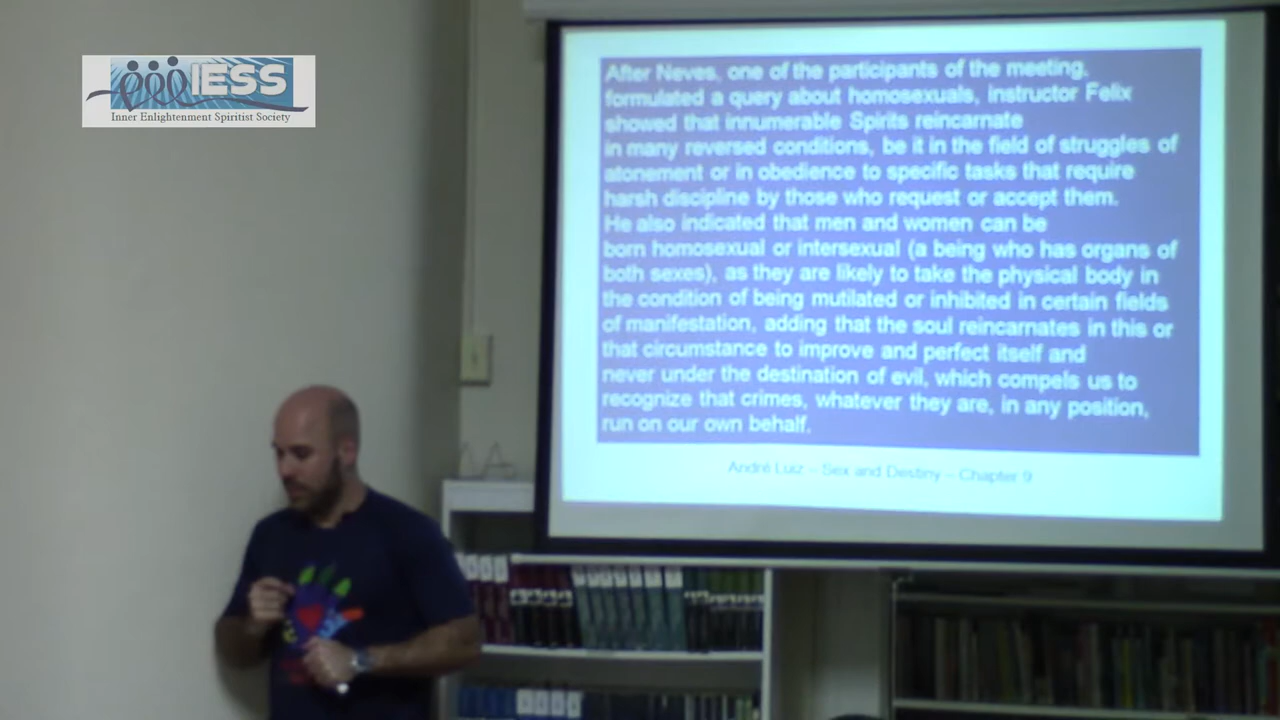 IESS
Inner Enlightenment Spiritist Society
After Neves, one of the participants of the meeting,
formulated a query about homosexuals, instructor Felix
showed that innumerable Spirits reincarnate
in many reversed conditions, be it in the field of struggles of
atonement or in obedience to specific tasks that require
harsh discipline by those who request or accept them.
He also indicated that men and women can be
born homosexual or intersexual (a being who has organs of
both sexes), as they are likely to take the physical body in
the condition of being mutilated or inhibited in certain fields
of manifestation, adding that the soul reincarnates in this or
that circumstance to improve and perfect itself and
never under the destination of evil, which compels us to
recognize that crimes, whatever they are, in any position,
run on our own behalf.
André Luiz – Sex and Destiny – Chapter 9